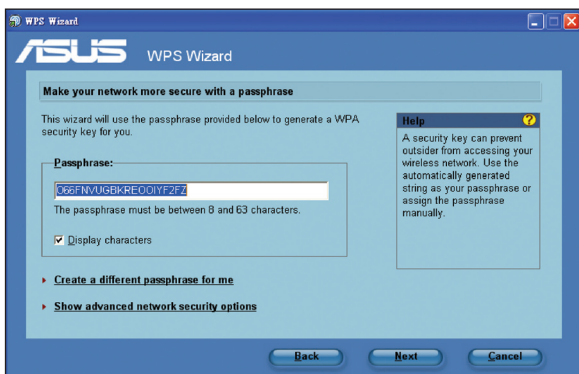 WPS Wizard
ASUS WPS Wizard
Make your network more secure with a passphrase
This wizard will use the passphrase provided below to generate a WPA
security key for you.
Passphrase:
O66FNVUGBKREOOIYF2FZ
The passphrase must be between 8 and 63 characters.
Display characters
Create a different passphrase for me
Show advanced network security options
Help
A security key can prevent
outsider from accessing your
wireless network. Use the
automatically generated
string as your passphrase or
assign the passphrase
manually.
Back Next Cancel